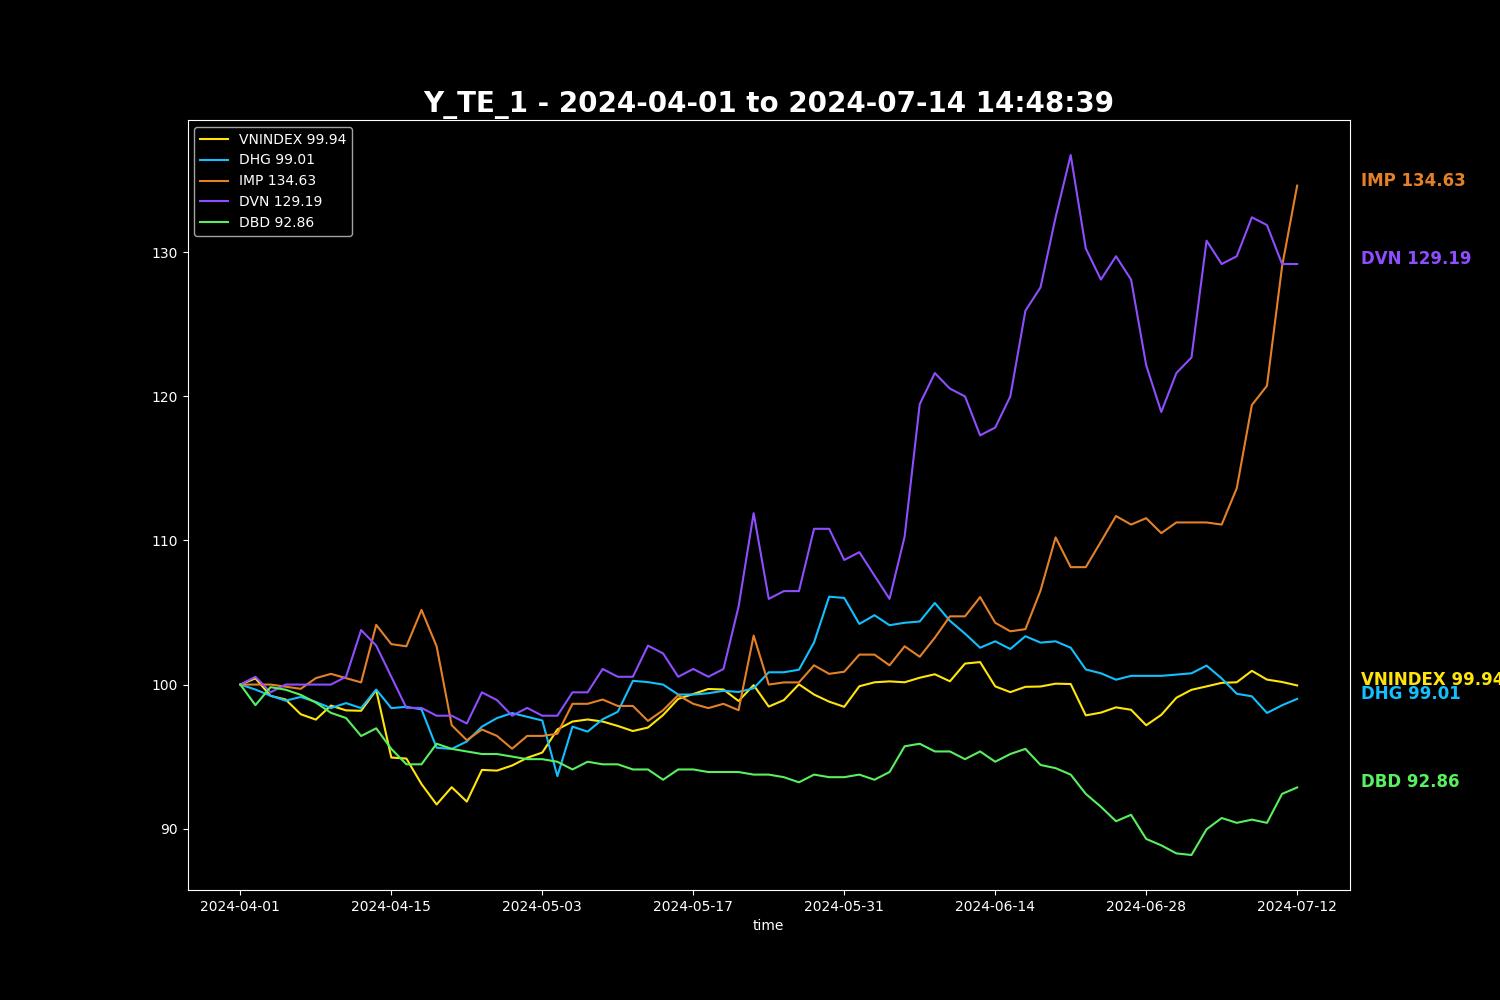 Y_TE_1 - 2024-04-01 to 2024-07-14 14:48:39
VNINDEX 99.94
DHG 99.01
IMP 134.63
DVN 129.19
DBD 92.86
130
120
110
100
90
IMP 134.63
DVN 129.19
VNINDEX 99.94
DHG 99.01
DBD 92.86
2024-04-01 2024-04-15 2024-05-03 2024-05-17 2024-05-31 2024-06-14 2024-06-28 2024-07-12
time